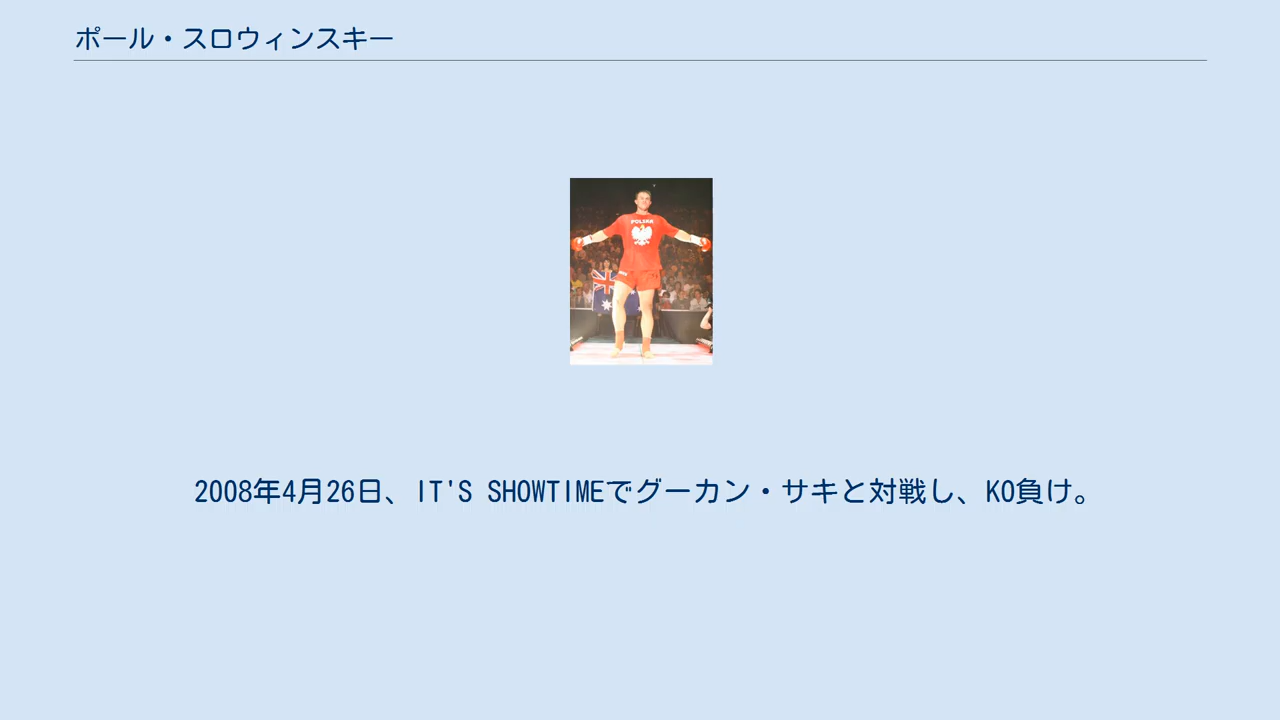 ポール・スロウィンスキー
POLSKA
2008年4月26日、IT'S SHOWTIMEでグーカン・サキと対戦し、KO負け。